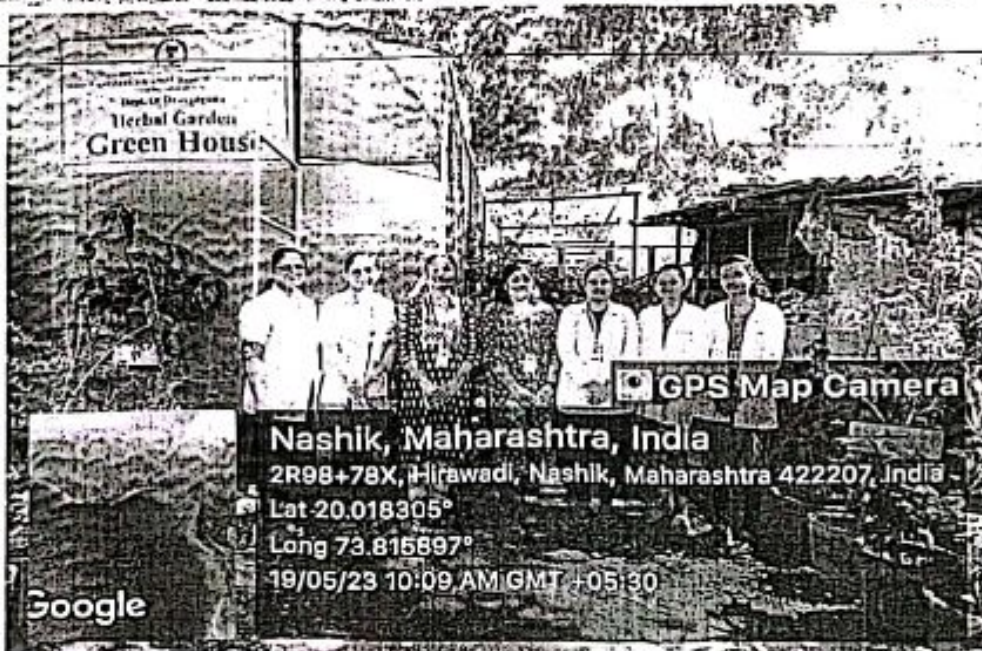 Herbal Garden
Green House
GPS Map Camera
Nashik, Maharashtra, India
2R98+78X, Hirawadi, Nashik, Maharashtra 422207, India
Lat 20.018305°
Long 73.815897°
19/05/23 10:09 AM GMT +05:30
Google